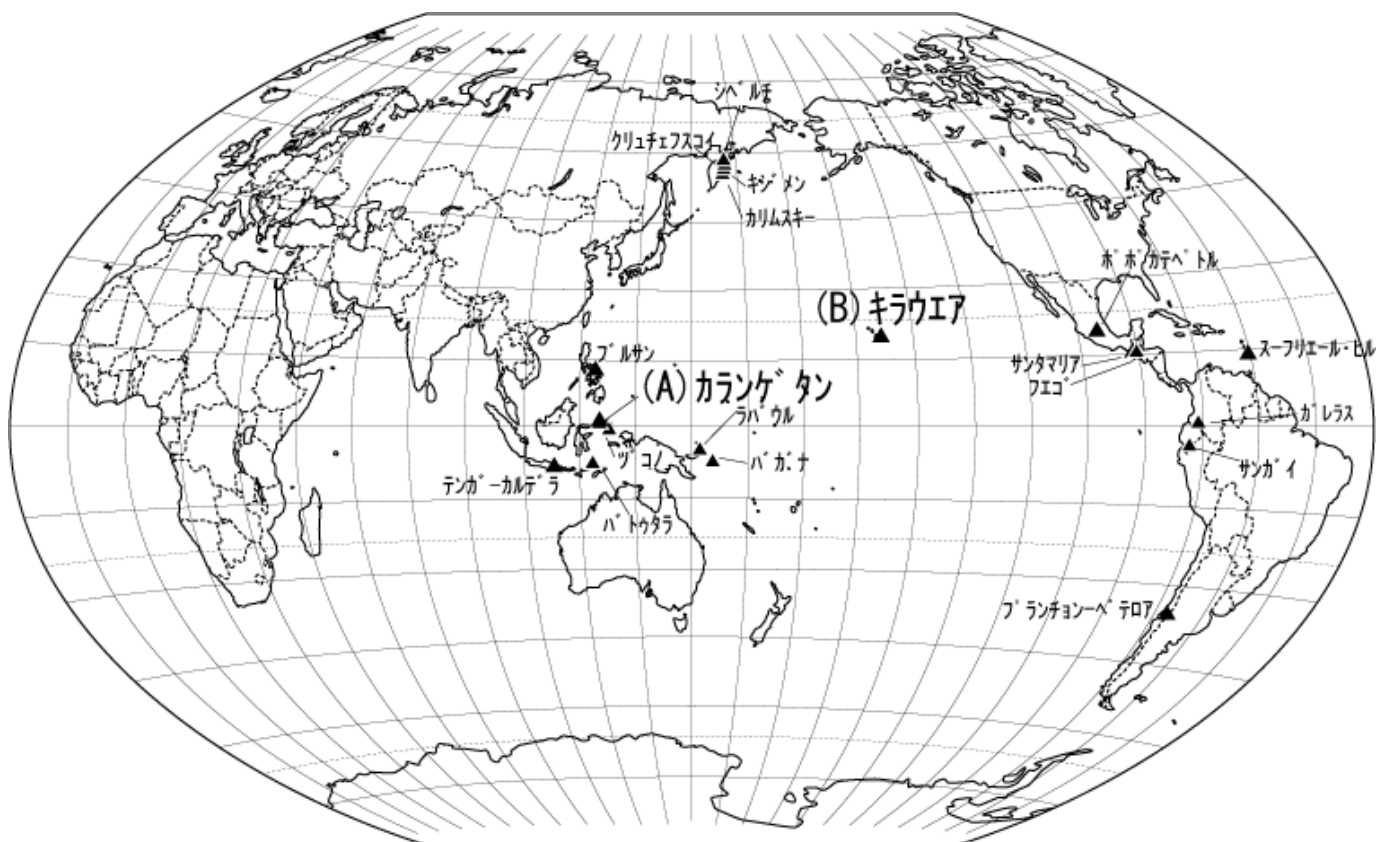 シベルチ
クリュチェフスコイ
キジメン
カリムスキー
ポポカテペトル
(B) キラウエア
スーフリエール・ヒル
サンタマリア
フエゴ
ブルサン
(A) カランゲタン
ラバウル
ガレラス
ドゥコノ
バガナ
サンガイ
テンガーカルデラ
バトゥタラ
プランチョンーペテロア